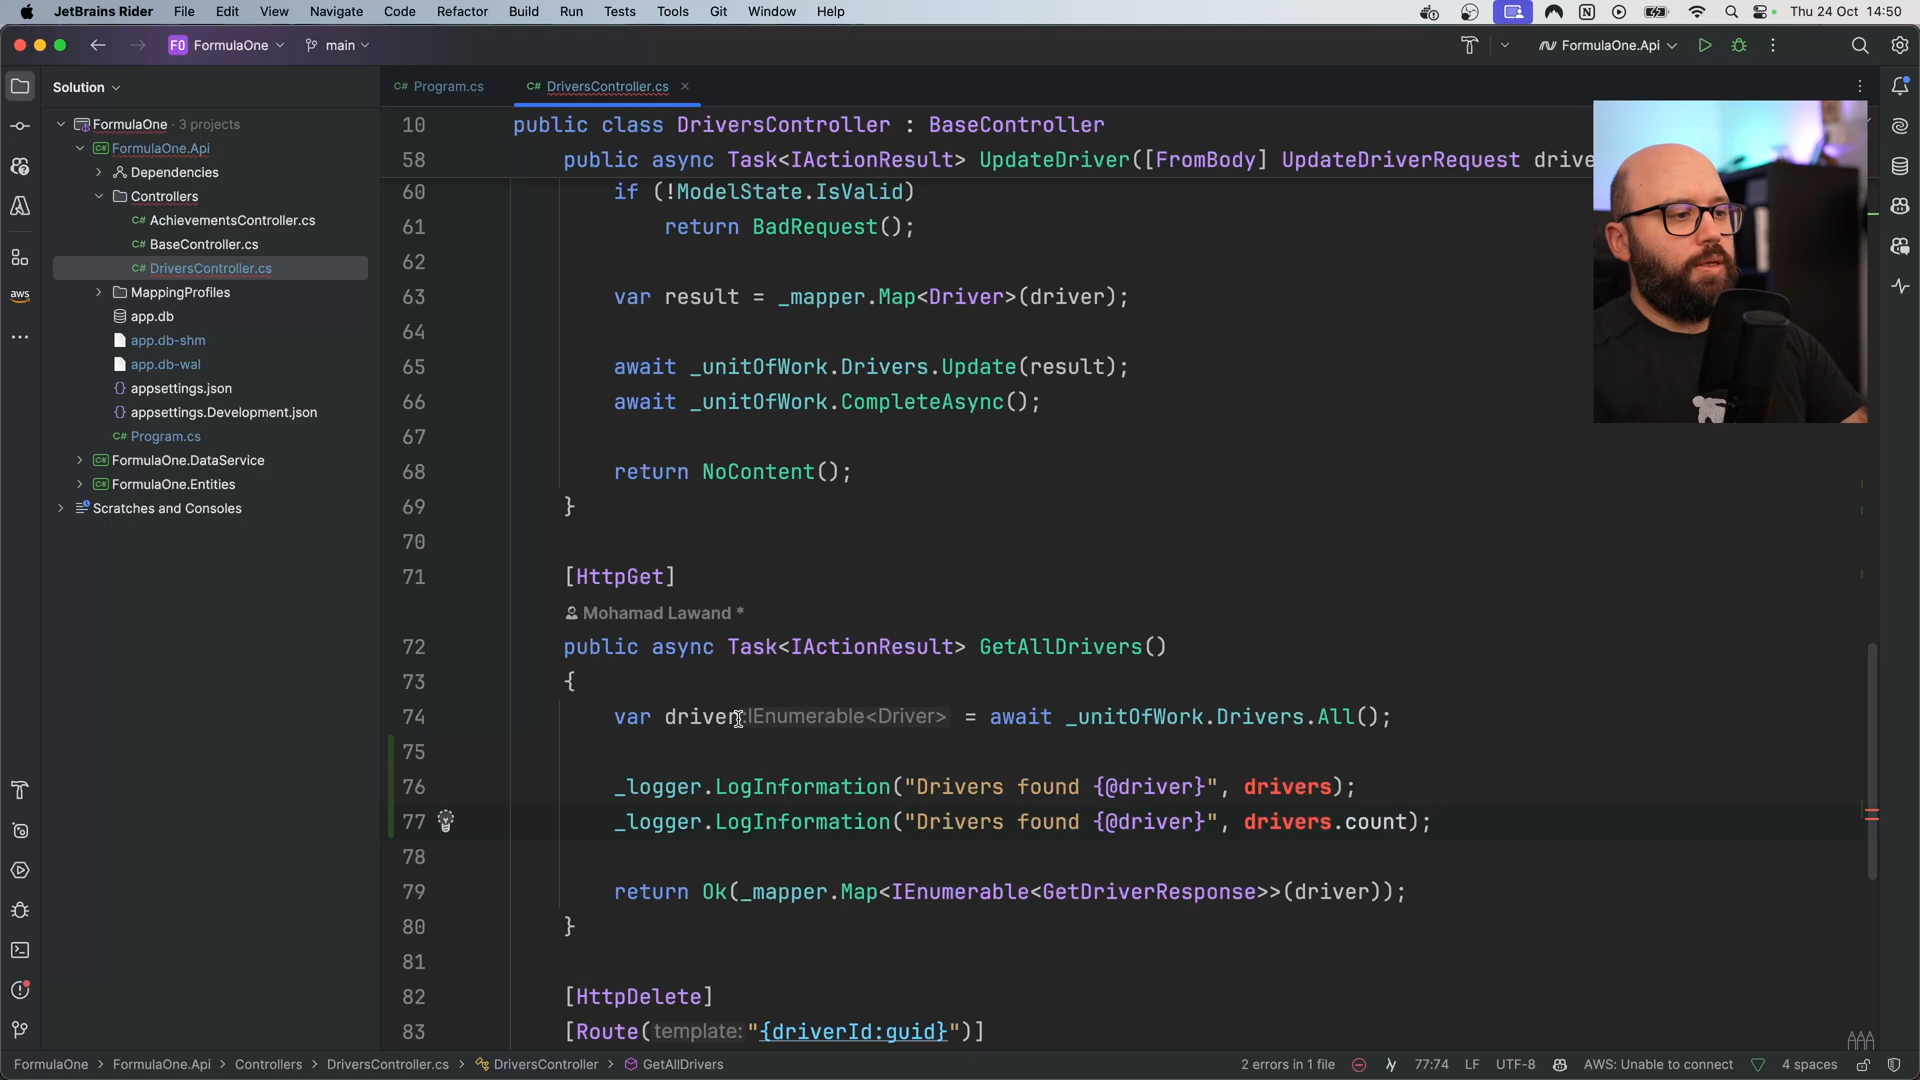 JetBrains Rider File Edit View Navigate Code Refactor Build Run Tests Tools Git Window Help Thu 24 Oct 14:50
F0 FormulaOne main FormulaOne.Api
Solution
FormulaOne · 3 projects
FormulaOne.Api
Dependencies
Controllers
C# AchievementsController.cs
C# BaseController.cs
C# DriversController.cs
MappingProfiles
app.db
app.db-shm
app.db-wal
{} appsettings.json
{} appsettings.Development.json
C# Program.cs
C# FormulaOne.DataService
C# FormulaOne.Entities
Scratches and Consoles
aws
C# Program.cs C# DriversController.cs
10 public class DriversController : BaseController
58 public async Task<IActionResult> UpdateDriver([FromBody] UpdateDriverRequest drive
60 if (!ModelState.IsValid)
61 return BadRequest();
62
63 var result = _mapper.Map<Driver>(driver);
64
65 await _unitOfWork.Drivers.Update(result);
66 await _unitOfWork.CompleteAsync();
67
68 return NoContent();
69 }
70
71 [HttpGet]
Mohamad Lawand *
72 public async Task<IActionResult> GetAllDrivers()
73 {
74 var driver:IEnumerable<Driver> = await _unitOfWork.Drivers.All();
75
76 _logger.LogInformation("Drivers found {@driver}", drivers);
77 _logger.LogInformation("Drivers found {@driver}", drivers.count);
78
79 return Ok(_mapper.Map<IEnumerable<GetDriverResponse>>(driver));
80 }
81
82 [HttpDelete]
83 [Route(template: "{driverId:guid}")]
FormulaOne > FormulaOne.Api > Controllers > DriversController.cs > DriversController > GetAllDrivers 2 errors in 1 file 77:74 LF UTF-8 AWS: Unable to connect 4 spaces